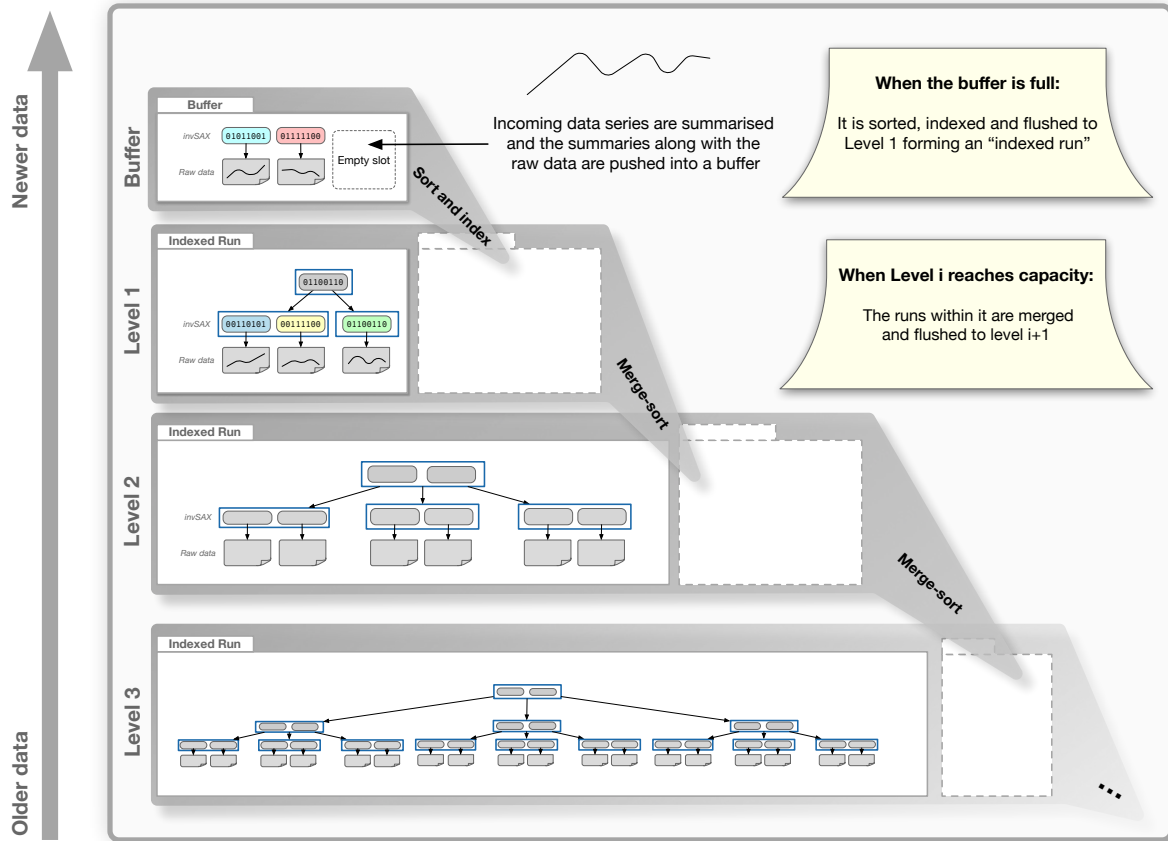 Newer data
Older data
Buffer
Buffer
invSAX
01011001
01111100
Raw data
Empty slot
Incoming data series are summarised
and the summaries along with the
raw data are pushed into a buffer
When the buffer is full:
It is sorted, indexed and flushed to
Level 1 forming an “indexed run”
Sort and index
Level 1
Indexed Run
01100110
invSAX
00110101
00111100
01100110
Raw data
When Level i reaches capacity:
The runs within it are merged
and flushed to level i+1
Merge-sort
Level 2
Indexed Run
invSAX
Raw data
Merge-sort
Level 3
Indexed Run
...